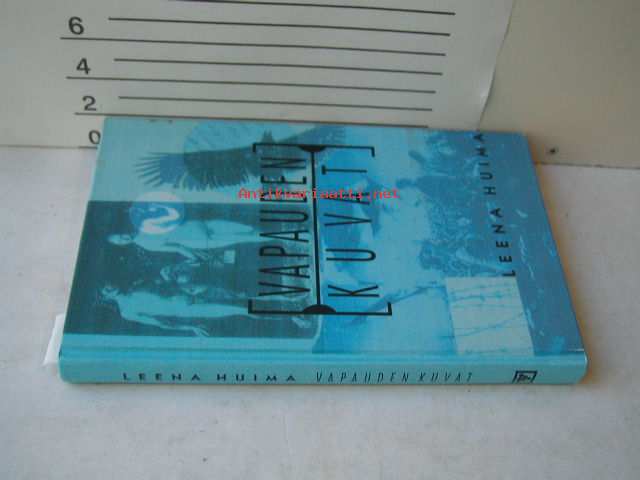 6
4
2
0
VAPAUDEN
KUVAT
Antikvariaatti.net
LEENA HUIMA
LEENA HUIMA VAPAUDEN KUVAT